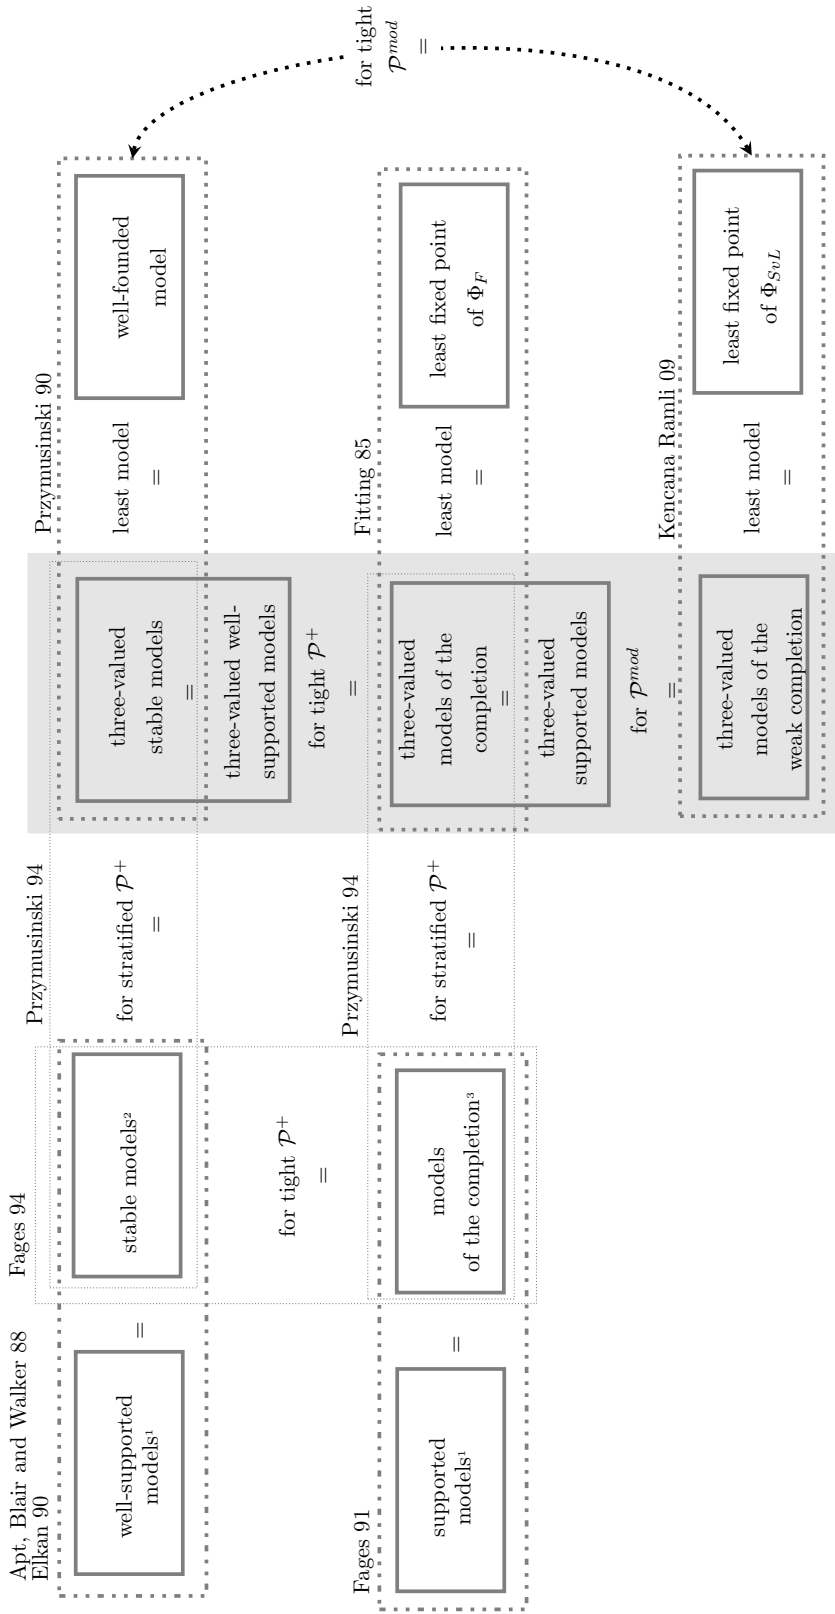 Apt, Blair and Walker 88
Elkan 90
well-supported
models¹
=
Fages 94
stable models²
Przymusinski 94
for stratified P⁺
=
three-valued
stable models
=
three-valued well-
supported models
Przymusinski 90
least model
=
well-founded
model
for tight P⁺
=
for tight P⁺
=
for tight
P^mod
=
Fages 91
supported
models¹
=
models
of the completion³
Przymusinski 94
for stratified P⁺
=
three-valued
models of the
completion
=
three-valued
supported models
Fitting 85
least model
=
least fixed point
of Φ_F
for P^mod
=
three-valued
models of the
weak completion
Kencana Ramli 09
least model
=
least fixed point
of Φ_SvL